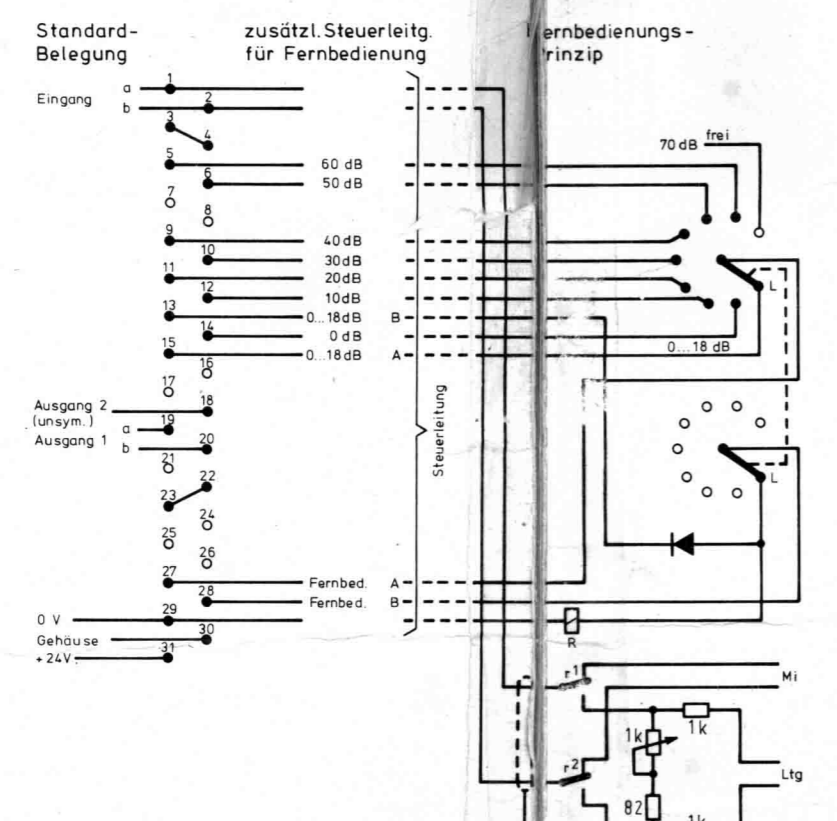 Standard-
Belegung
zusätzl. Steuerleitg.
für Fernbedienung
ernbedienungs-
rinzip
Eingang
a
b
1
2
3
4
5
6
7
8
9
10
11
12
13
14
15
16
17
18
19
20
21
22
23
24
25
26
27
28
29
30
31
60 dB
50 dB
40 dB
30 dB
20 dB
10 dB
0...18 dB B
0 dB
0...18 dB A
Ausgang 2
(unsym.)
Ausgang 1
a
b
Fernbed. A
Fernbed. B
0 V
Gehäuse
+ 24V
Steuerleitung
70 dB
frei
L
0...18 dB
L
R
r1
r2
Mi
1k
1k
Ltg
82
1k